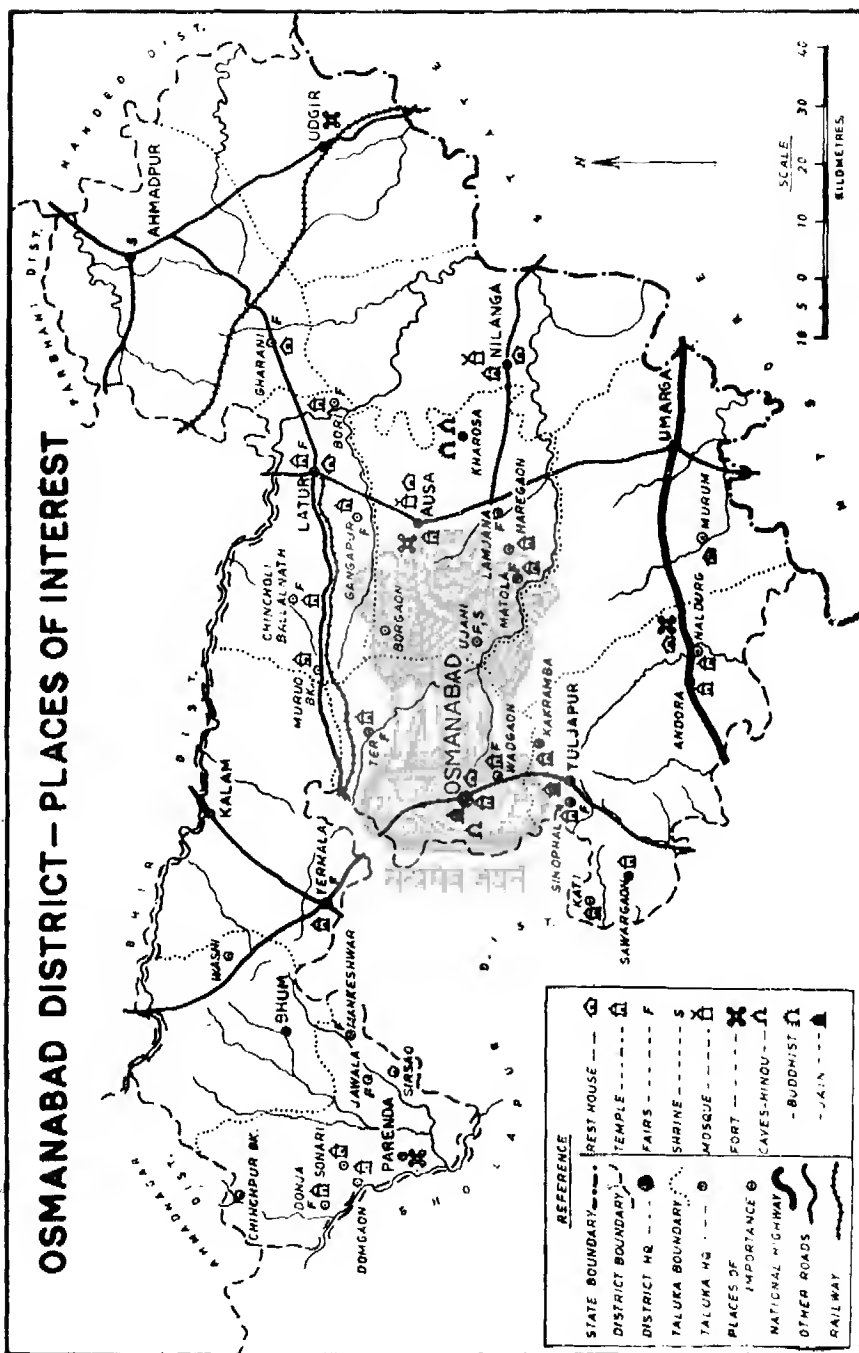 OSMANABAD DISTRICT—PLACES OF INTEREST
NANDED DIST.
PARBHANI DIST
BHIR DIST.
AHMADNAGAR DIST.
SHOLAPUR DIST.
AHMADPUR
S
UDGIR
GHARANI F
BORI F
LATUR F
GANGAPUR
F
CHINCHOLI
BALALNATH
F
MURUD
BK.
KALAM
YERMALA
F
WASHI
BHUM
MANKESHWAR
F
JAWALA
SIRSAO
PARENDA
CHINCHPUR BK
DONJA
F
SONARI
DOMGAON
TER
F
BORGAON
AUSA
KHAROSA
NILANGA
LAMJANA
F
HAREGAON
MATOLA
F
UJANI
F,S
OSMANABAD
WADGAON
F
KAKRAMBA
TULJAPUR
SINDPHAL
F
KATI
SAWARGAON
ANDORA
NALDURG
MURUM
UMARGA
N
SCALE
10 5 0 10 20 30 40
KILOMETRES.
REFERENCE
STATE BOUNDARY
DISTRICT BOUNDARY
DISTRICT HQ
TALUKA BOUNDARY
TALUKA HQ
PLACES OF
IMPORTANCE
NATIONAL HIGHWAY
OTHER ROADS
RAILWAY
REST HOUSE
TEMPLE
FAIRS F
SHRINE S
MOSQUE
FORT
CAVES-HINDU
-BUDDHIST
-JAIN